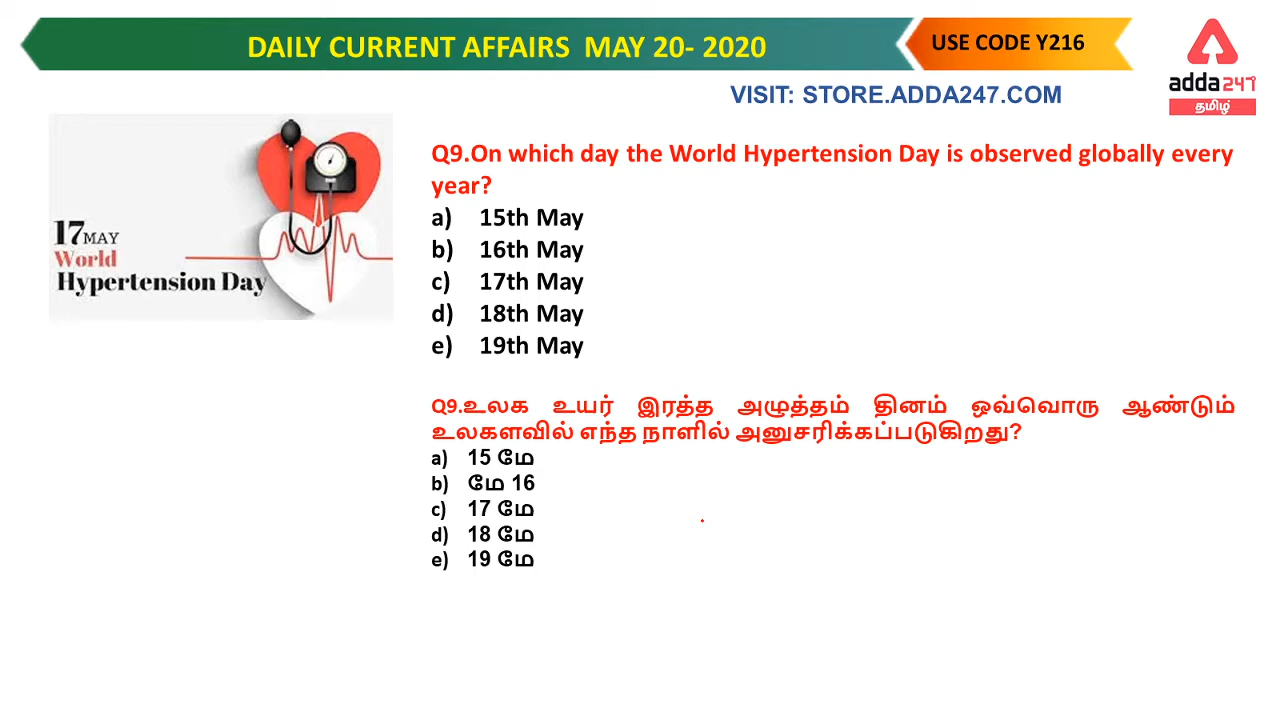 DAILY CURRENT AFFAIRS MAY 20- 2020
USE CODE Y216
adda247
தமிழ்
VISIT: STORE.ADDA247.COM
17 MAY
World
Hypertension Day
Q9.On which day the World Hypertension Day is observed globally every
year?
a) 15th May
b) 16th May
c) 17th May
d) 18th May
e) 19th May
Q9.உலக உயர் இரத்த அழுத்தம் தினம் ஒவ்வொரு ஆண்டும்
உலகளவில் எந்த நாளில் அனுசரிக்கப்படுகிறது?
a) 15 மே
b) மே 16
c) 17 மே
d) 18 மே
e) 19 மே